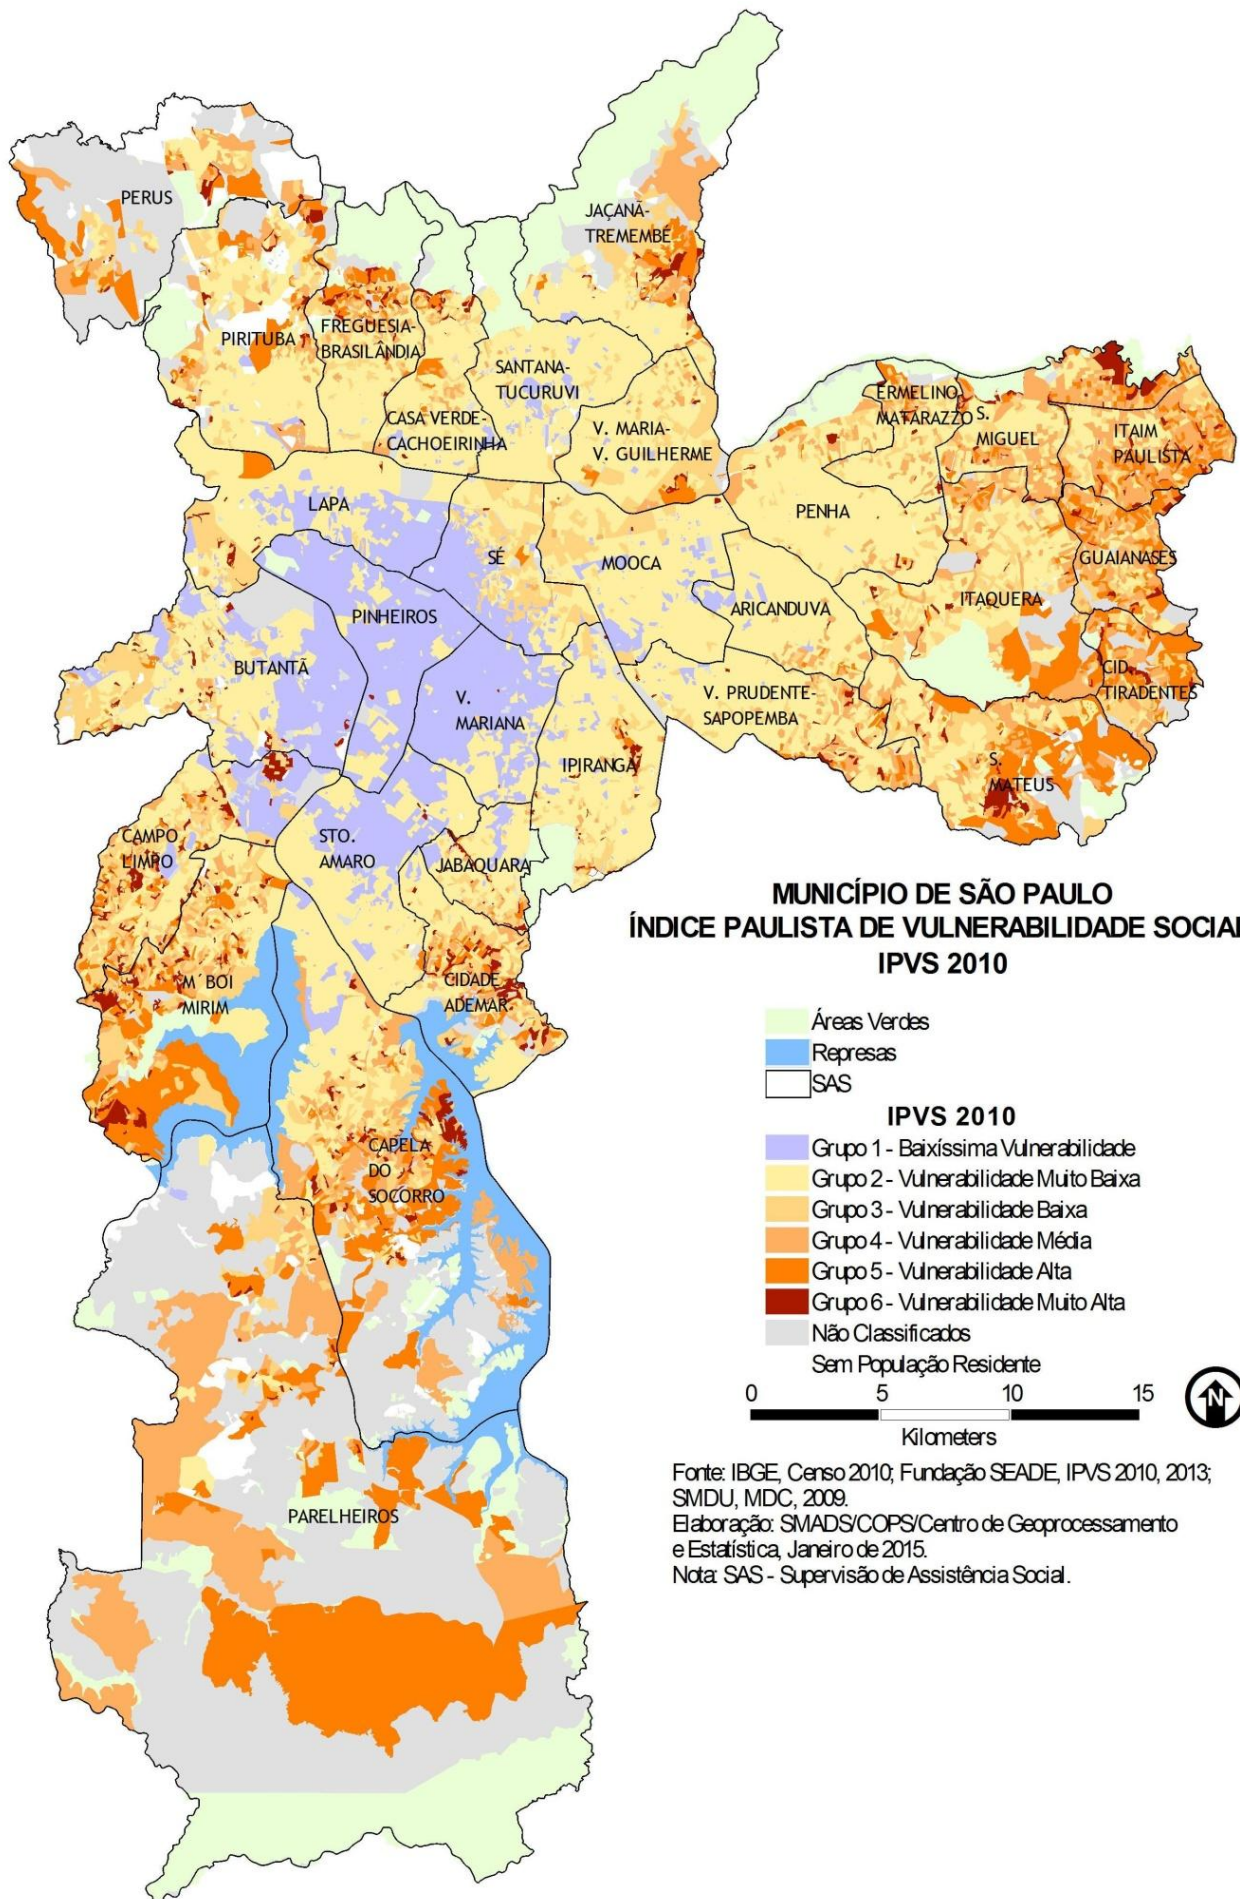 PERUS
JAÇANÃ-
TREMEMBÉ
PIRITUBA
FREGUESIA-
BRASILÂNDIA
SANTANA-
TUCURUVI
CASA VERDE-
CACHOEIRINHA
V. MARIA-
V. GUILHERME
ERMELINO
MATARAZZO
S.
MIGUEL
ITAIM
PAULISTA
LAPA
SÉ
MOOCA
PENHA
GUAIANASES
PINHEIROS
ARICANDUVA
ITAQUERA
BUTANTÃ
V.
MARIANA
V. PRUDENTE-
SAPOPEMBA
CID.
TIRADENTES
IPIRANGA
S.
MATEUS
CAMPO
LIMPO
STO.
AMARO
JABAQUARA
M´BOI
MIRIM
CIDADE
ADEMAR
CAPELA
DO
SOCORRO
PARELHEIROS
MUNICÍPIO DE SÃO PAULO
ÍNDICE PAULISTA DE VULNERABILIDADE SOCIAL
IPVS 2010
Áreas Verdes
Represas
SAS
IPVS 2010
Grupo 1 - Baixíssima Vulnerabilidade
Grupo 2 - Vulnerabilidade Muito Baixa
Grupo 3 - Vulnerabilidade Baixa
Grupo 4 - Vulnerabilidade Média
Grupo 5 - Vulnerabilidade Alta
Grupo 6 - Vulnerabilidade Muito Alta
Não Classificados
Sem População Residente
0 5 10 15
Kilometers
N
Fonte: IBGE, Censo 2010; Fundação SEADE, IPVS 2010, 2013;
SMDU, MDC, 2009.
Elaboração: SMADS/COPS/Centro de Geoprocessamento
e Estatística, Janeiro de 2015.
Nota: SAS - Supervisão de Assistência Social.